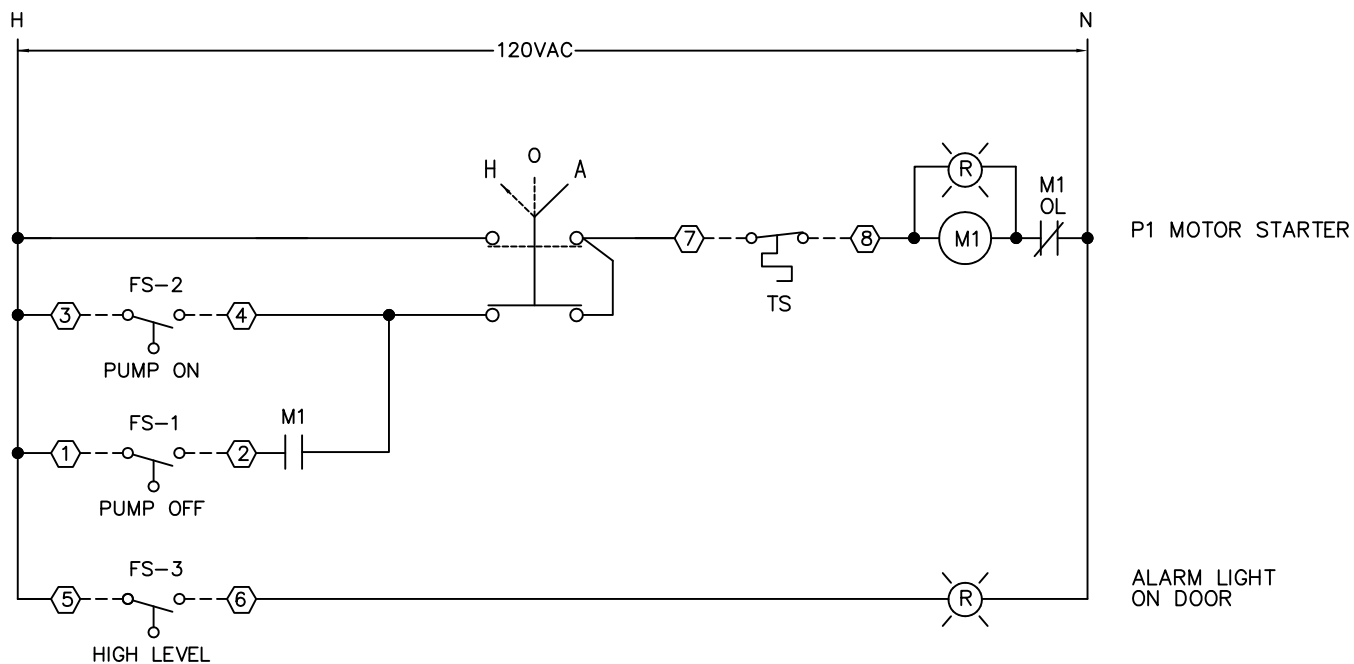 H
N
120VAC
H
O
A
R
M1
OL
M1
7
8
TS
P1 MOTOR STARTER
FS-2
3
4
PUMP ON
FS-1
1
2
M1
PUMP OFF
FS-3
5
6
R
HIGH LEVEL
ALARM LIGHT
ON DOOR